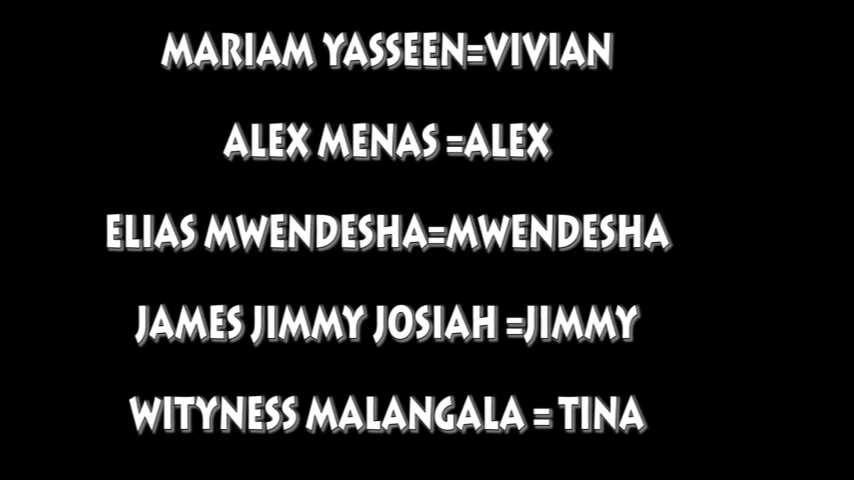 MARIAM YASSEEN=VIVIAN
ALEX MENAS =ALEX
ELIAS MWENDESHA=MWENDESHA
JAMES JIMMY JOSIAH =JIMMY
WITYNESS MALANGALA = TINA